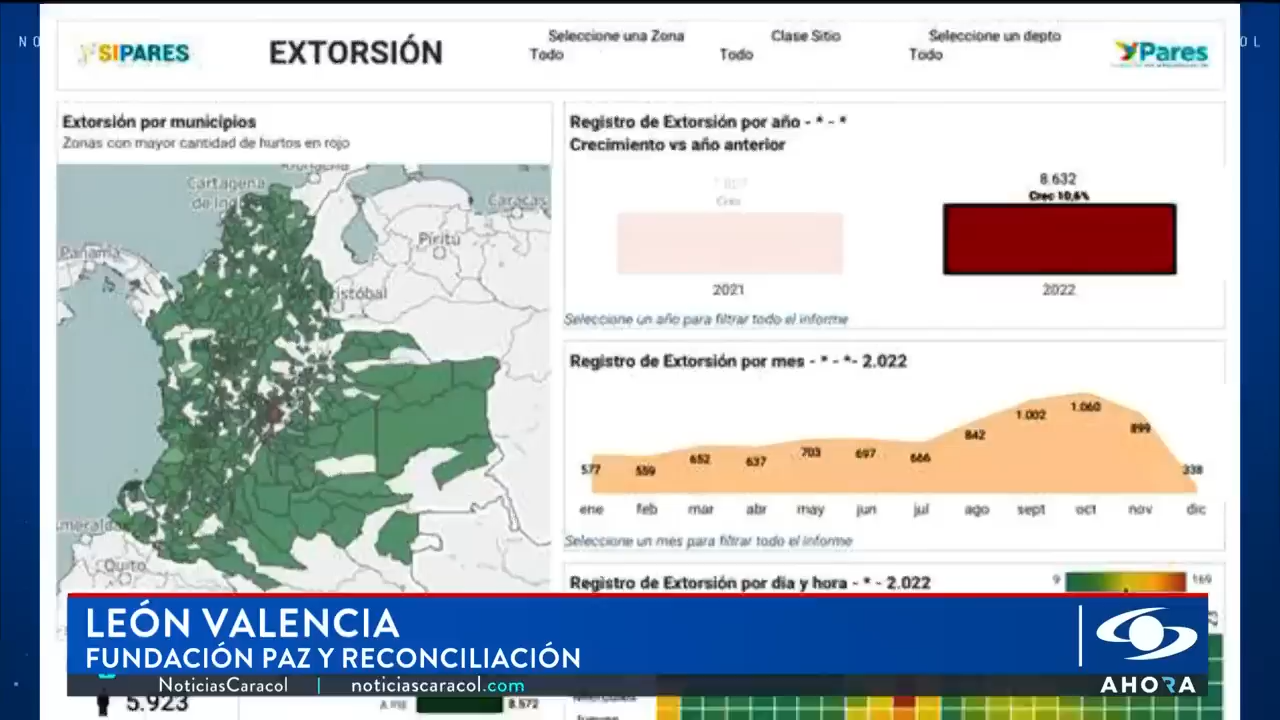 SIPARES
EXTORSIÓN
Seleccione una Zona
Todo
Clase Sitio
Todo
Seleccione un depto
Todo
Pares
Extorsión por municipios
Zonas con mayor cantidad de hurtos en rojo
Cartagena
Caracas
Píritu
Panamá
Quito
Registro de Extorsión por año - * - *
Crecimiento vs año anterior
8.632
Crec 10,6%
2021
2022
Seleccione un año para filtrar todo el informe
Registro de Extorsión por mes - * - *- 2.022
577
559
652
637
703
697
666
842
1.002
1.060
899
338
ene
feb
mar
abr
may
jun
jul
ago
sept
oct
nov
dic
Seleccione un mes para filtrar todo el informe
Registro de Extorsión por día y hora - * - 2.022
9
169
LEÓN VALENCIA
FUNDACIÓN PAZ Y RECONCILIACIÓN
NoticiasCaracol | noticiascaracol.com
AHORA
5.923
8.572